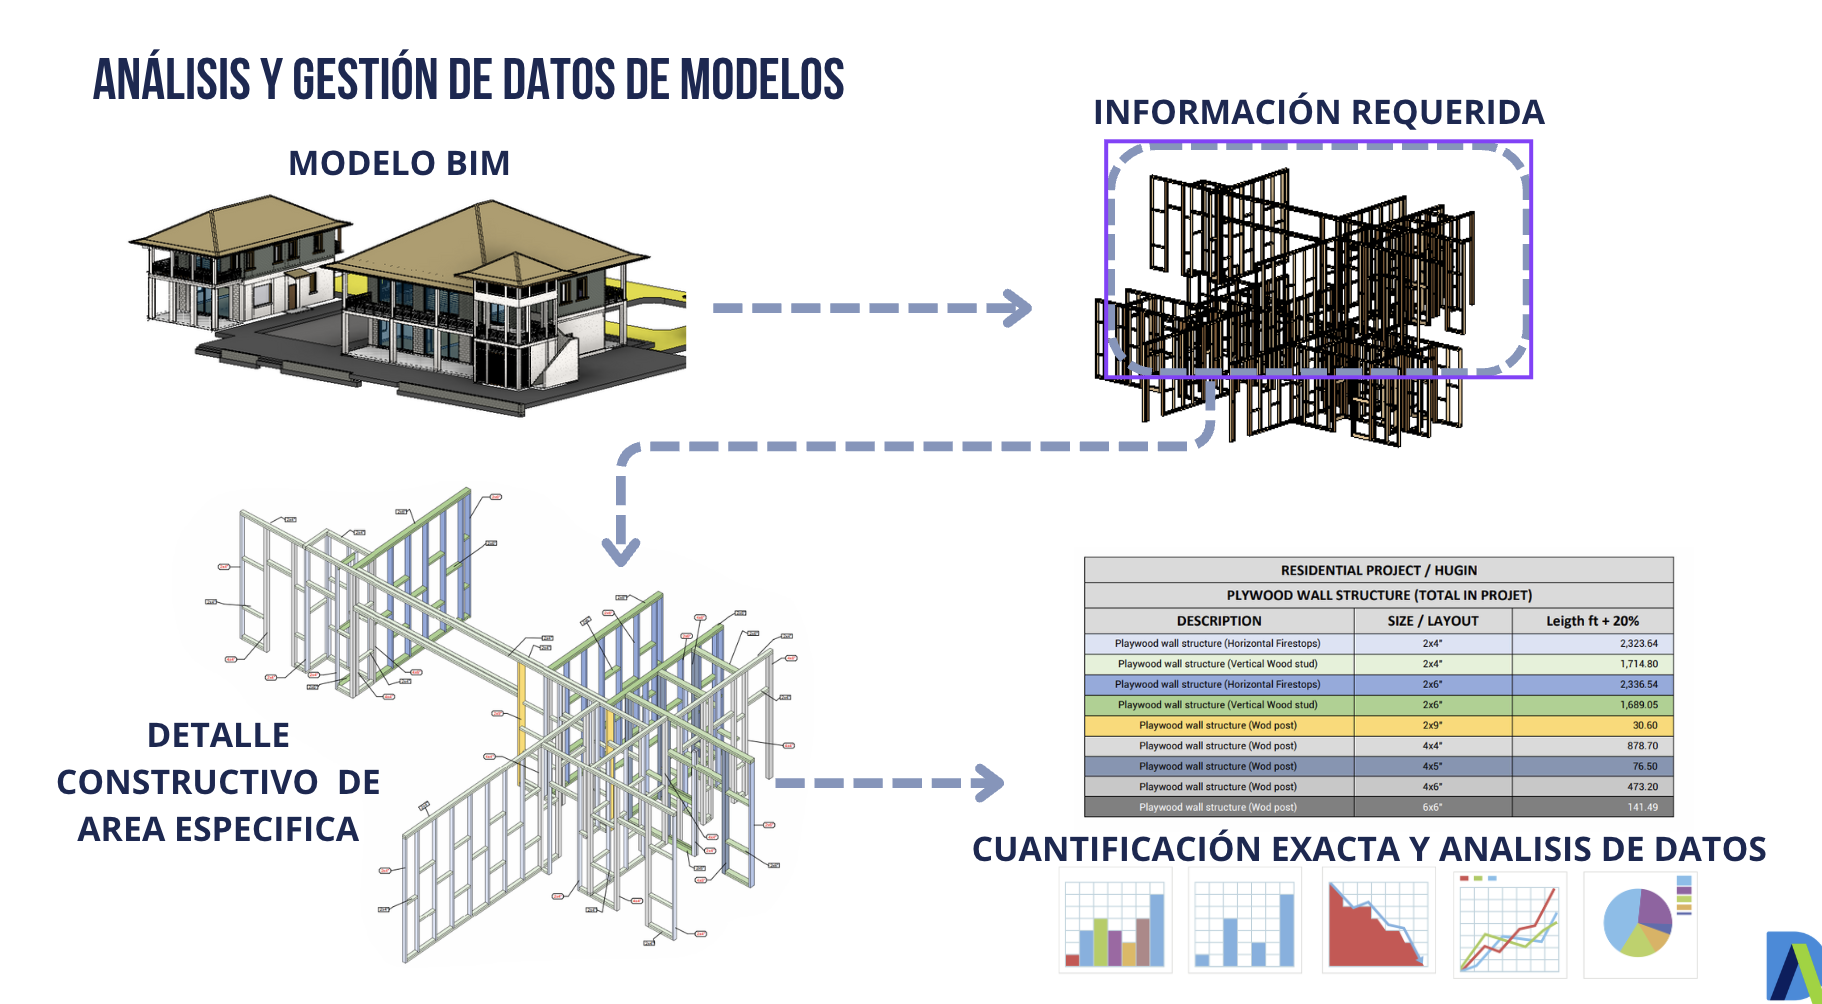 ANÁLISIS Y GESTIÓN DE DATOS DE MODELOS
MODELO BIM
INFORMACIÓN REQUERIDA
DETALLE
CONSTRUCTIVO DE
AREA ESPECIFICA
RESIDENTIAL PROJECT / HUGIN
PLYWOOD WALL STRUCTURE (TOTAL IN PROJET)
DESCRIPTION SIZE / LAYOUT Leigth ft + 20%
Playwood wall structure (Horizontal Firestops) 2x4" 2,323.64
Playwood wall structure (Vertical Wood stud) 2x4" 1,714.80
Playwood wall structure (Horizontal Firestops) 2x6" 2,336.54
Playwood wall structure (Vertical Wood stud) 2x6" 1,689.05
Playwood wall structure (Wod post) 2x9" 30.60
Playwood wall structure (Wod post) 4x4" 878.70
Playwood wall structure (Wod post) 4x5" 76.50
Playwood wall structure (Wod post) 4x6" 473.20
Playwood wall structure (Wod post) 6x6" 141.49
CUANTIFICACIÓN EXACTA Y ANALISIS DE DATOS